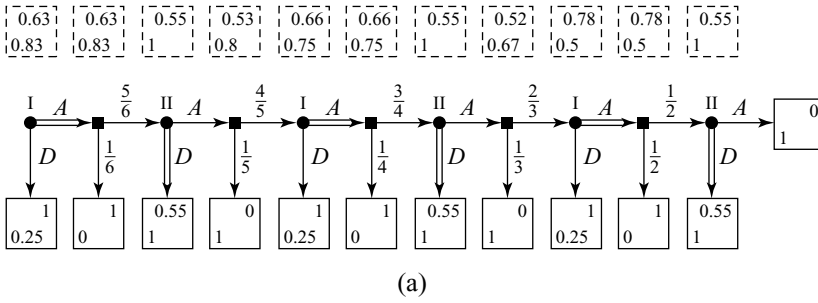 0.63 0.63 0.55 0.53 0.66 0.66 0.55 0.52 0.78 0.78 0.55
0.83 0.83 1 0.8 0.75 0.75 1 0.67 0.5 0.5 1
I A 5/6 II A 4/5 I A 3/4 II A 2/3 I A 1/2 II A 0
1
D 1/6 D 1/5 D 1/4 D 1/3 D 1/2 D
1 1 0.55 0 1 1 0.55 0 1 1 0.55
0.25 0 1 1 0.25 0 1 1 0.25 0 1
(a)